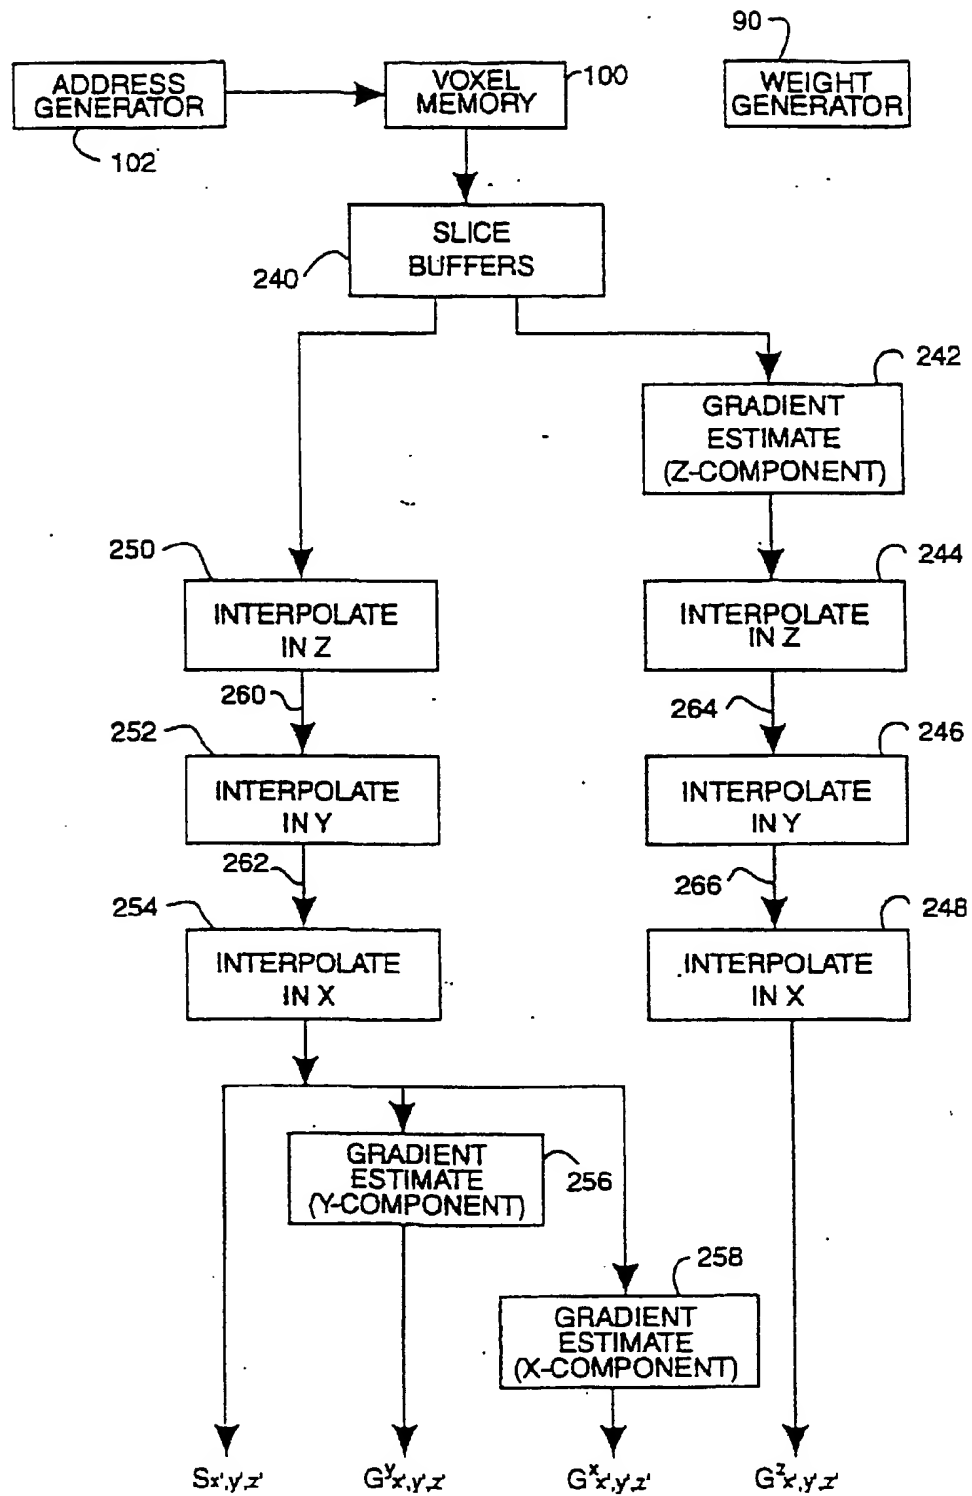 90
ADDRESS
GENERATOR
102
VOXEL
MEMORY
100
WEIGHT
GENERATOR
SLICE
BUFFERS
240
242
GRADIENT
ESTIMATE
(Z-COMPONENT)
250
INTERPOLATE
IN Z
244
INTERPOLATE
IN Z
260
264
252
INTERPOLATE
IN Y
246
INTERPOLATE
IN Y
262
266
254
INTERPOLATE
IN X
248
INTERPOLATE
IN X
GRADIENT
ESTIMATE
(Y-COMPONENT)
256
258
GRADIENT
ESTIMATE
(X-COMPONENT)
Sx',y',z'
Gyx',y',z'
Gxx',y',z'
Gzx',y',z'